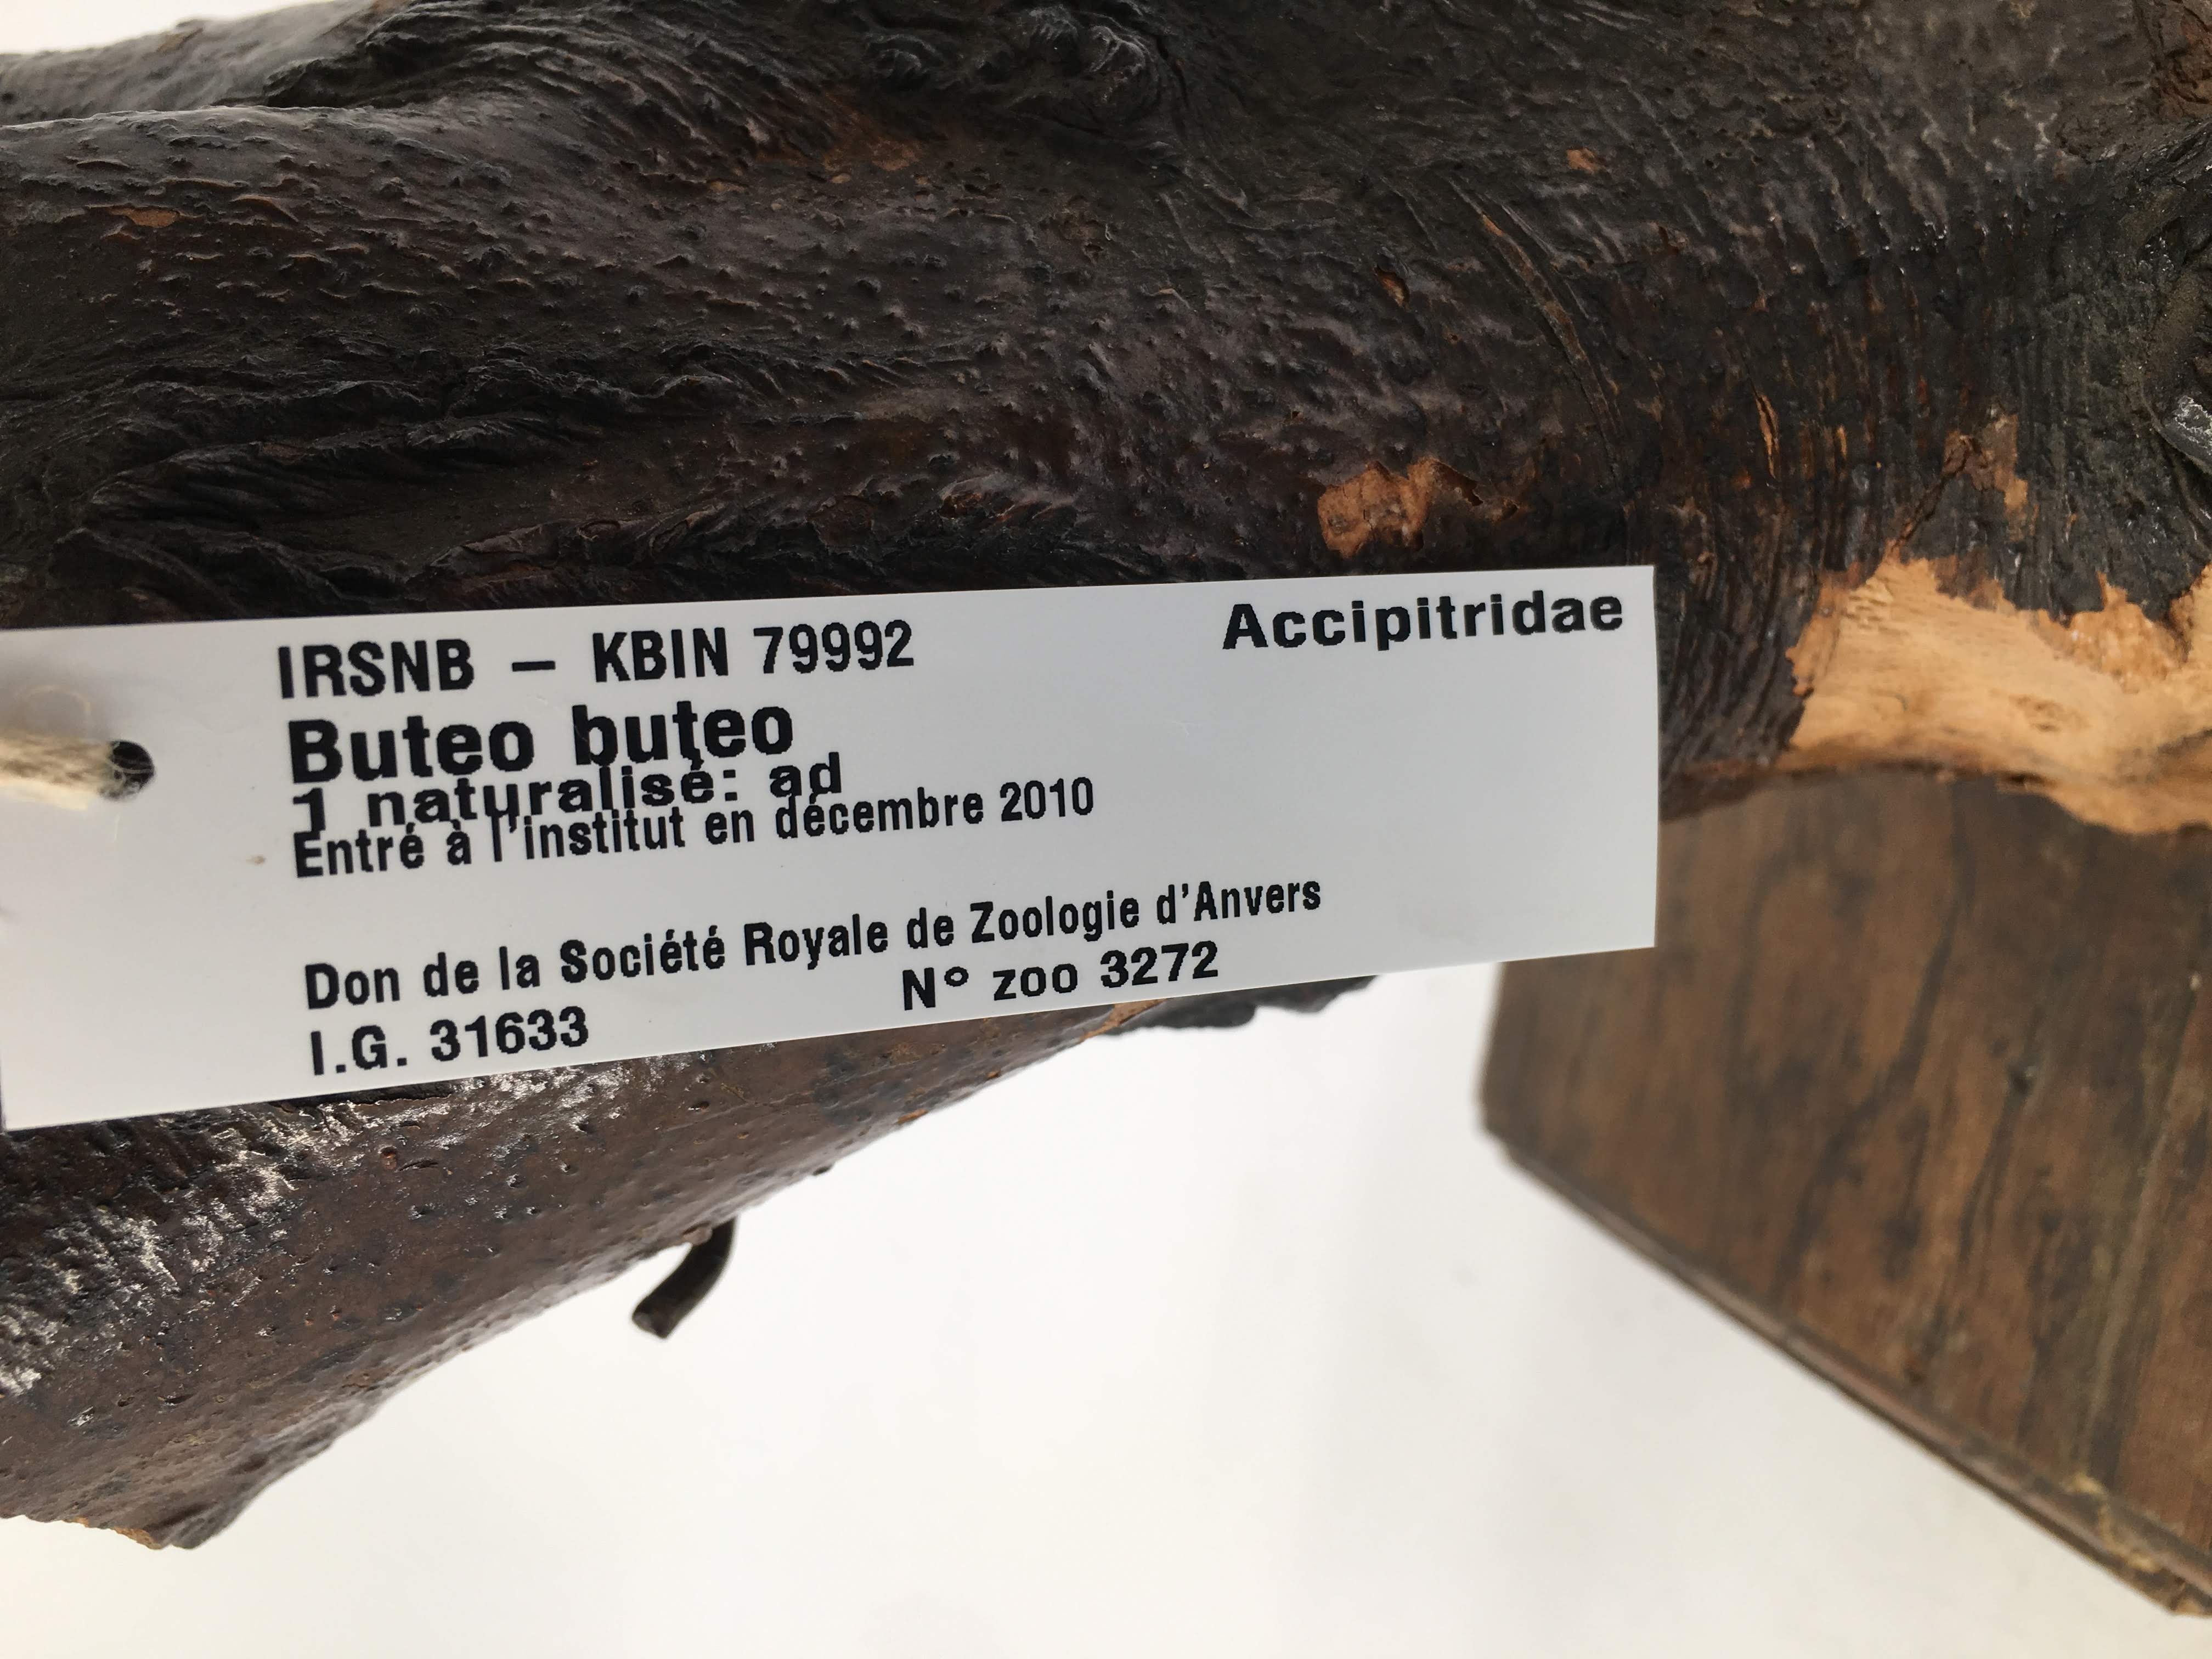 IRSNB – KBIN 79992 Accipitridae
Buteo buteo
1 naturalisé: ad
Entré à l'institut en décembre 2010
Don de la Société Royale de Zoologie d'Anvers
N° zoo 3272
I.G. 31633